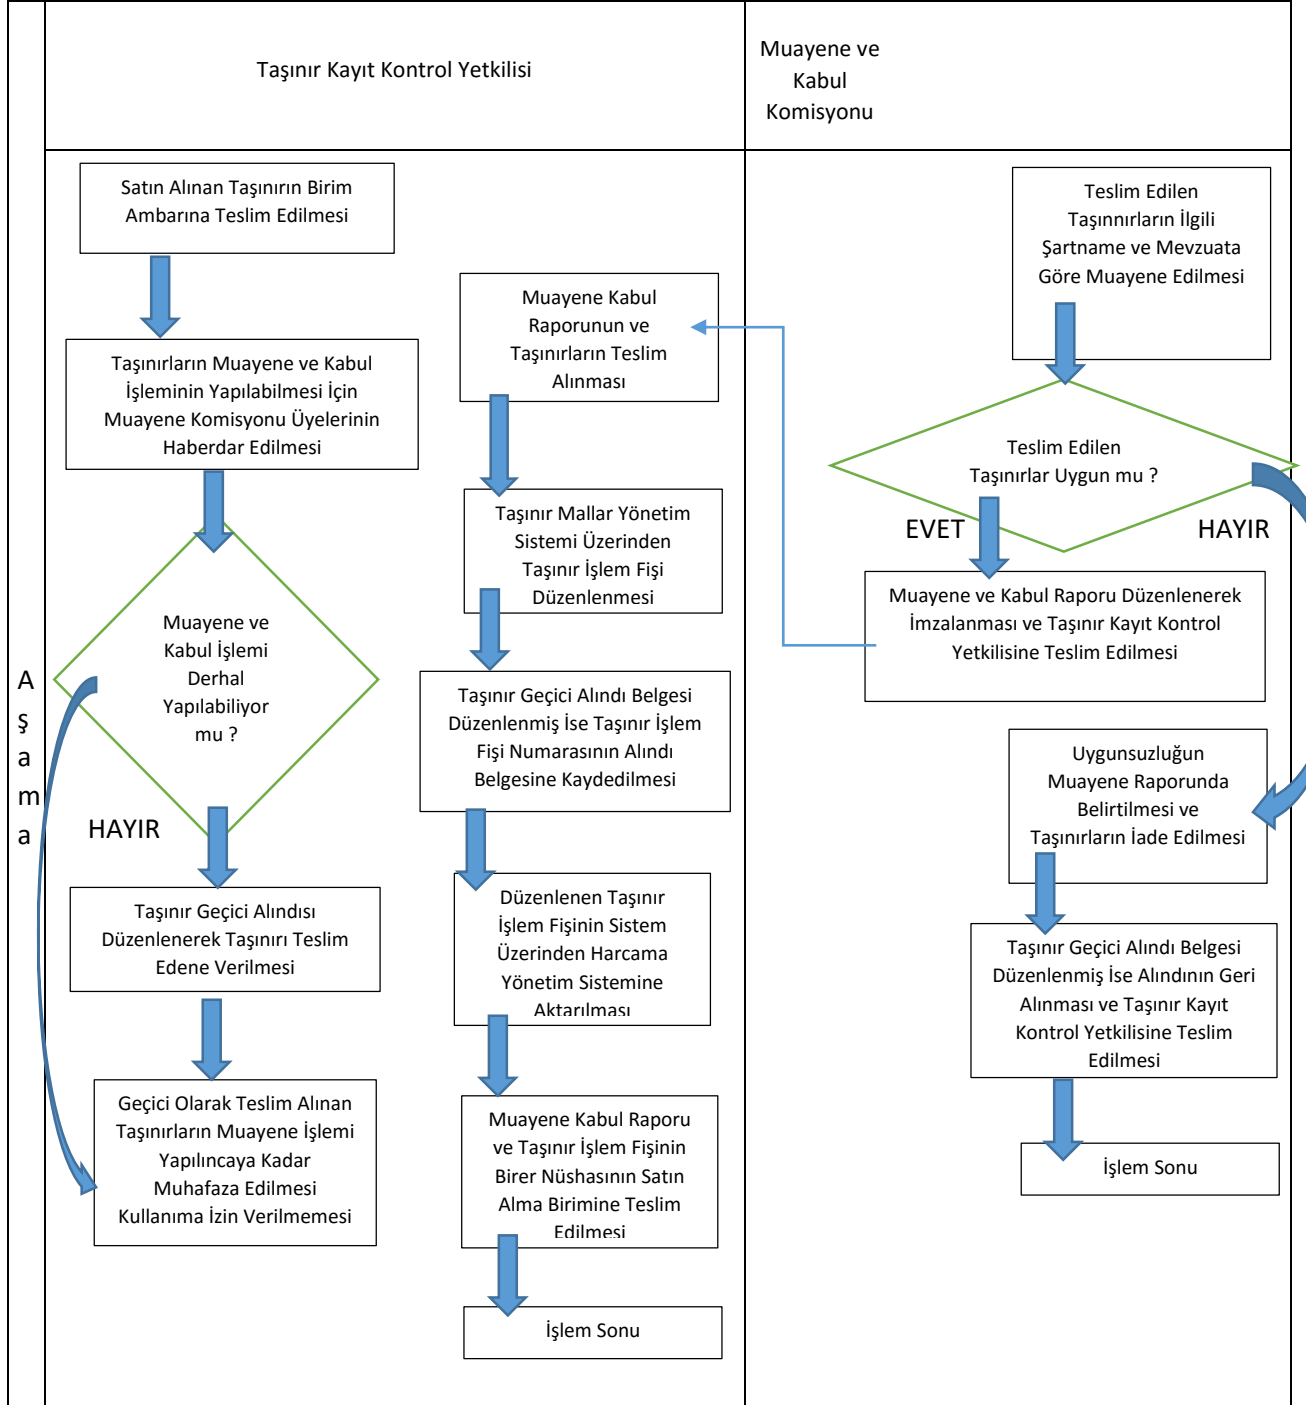 Taşınır Kayıt Kontrol Yetkilisi
Muayene ve
Kabul
Komisyonu
A
ş
a
m
a
Satın Alınan Taşınırın Birim
Ambarına Teslim Edilmesi
Taşınırların Muayene ve Kabul
İşleminin Yapılabilmesi İçin
Muayene Komisyonu Üyelerinin
Haberdar Edilmesi
Muayene ve
Kabul İşlemi
Derhal
Yapılabiliyor
mu ?
HAYIR
Taşınır Geçici Alındısı
Düzenlenerek Taşınırı Teslim
Edene Verilmesi
Geçici Olarak Teslim Alınan
Taşınırların Muayene İşlemi
Yapılıncaya Kadar
Muhafaza Edilmesi
Kullanıma İzin Verilmemesi
Muayene Kabul
Raporunun ve
Taşınırların Teslim
Alınması
Taşınır Mallar Yönetim
Sistemi Üzerinden
Taşınır İşlem Fişi
Düzenlenmesi
Taşınır Geçici Alındı Belgesi
Düzenlenmiş İse Taşınır İşlem
Fişi Numarasının Alındı
Belgesine Kaydedilmesi
Düzenlenen Taşınır
İşlem Fişinin Sistem
Üzerinden Harcama
Yönetim Sistemine
Aktarılması
Muayene Kabul Raporu
ve Taşınır İşlem Fişinin
Birer Nüshasının Satın
Alma Birimine Teslim
Edilmesi
İşlem Sonu
Teslim Edilen
Taşınnırların İlgili
Şartname ve Mevzuata
Göre Muayene Edilmesi
Teslim Edilen
Taşınırlar Uygun mu ?
EVET
HAYIR
Muayene ve Kabul Raporu Düzenlenerek
İmzalanması ve Taşınır Kayıt Kontrol
Yetkilisine Teslim Edilmesi
Uygunsuzluğun
Muayene Raporunda
Belirtilmesi ve
Taşınırların İade Edilmesi
Taşınır Geçici Alındı Belgesi
Düzenlenmiş İse Alındının Geri
Alınması ve Taşınır Kayıt
Kontrol Yetkilisine Teslim
Edilmesi
İşlem Sonu